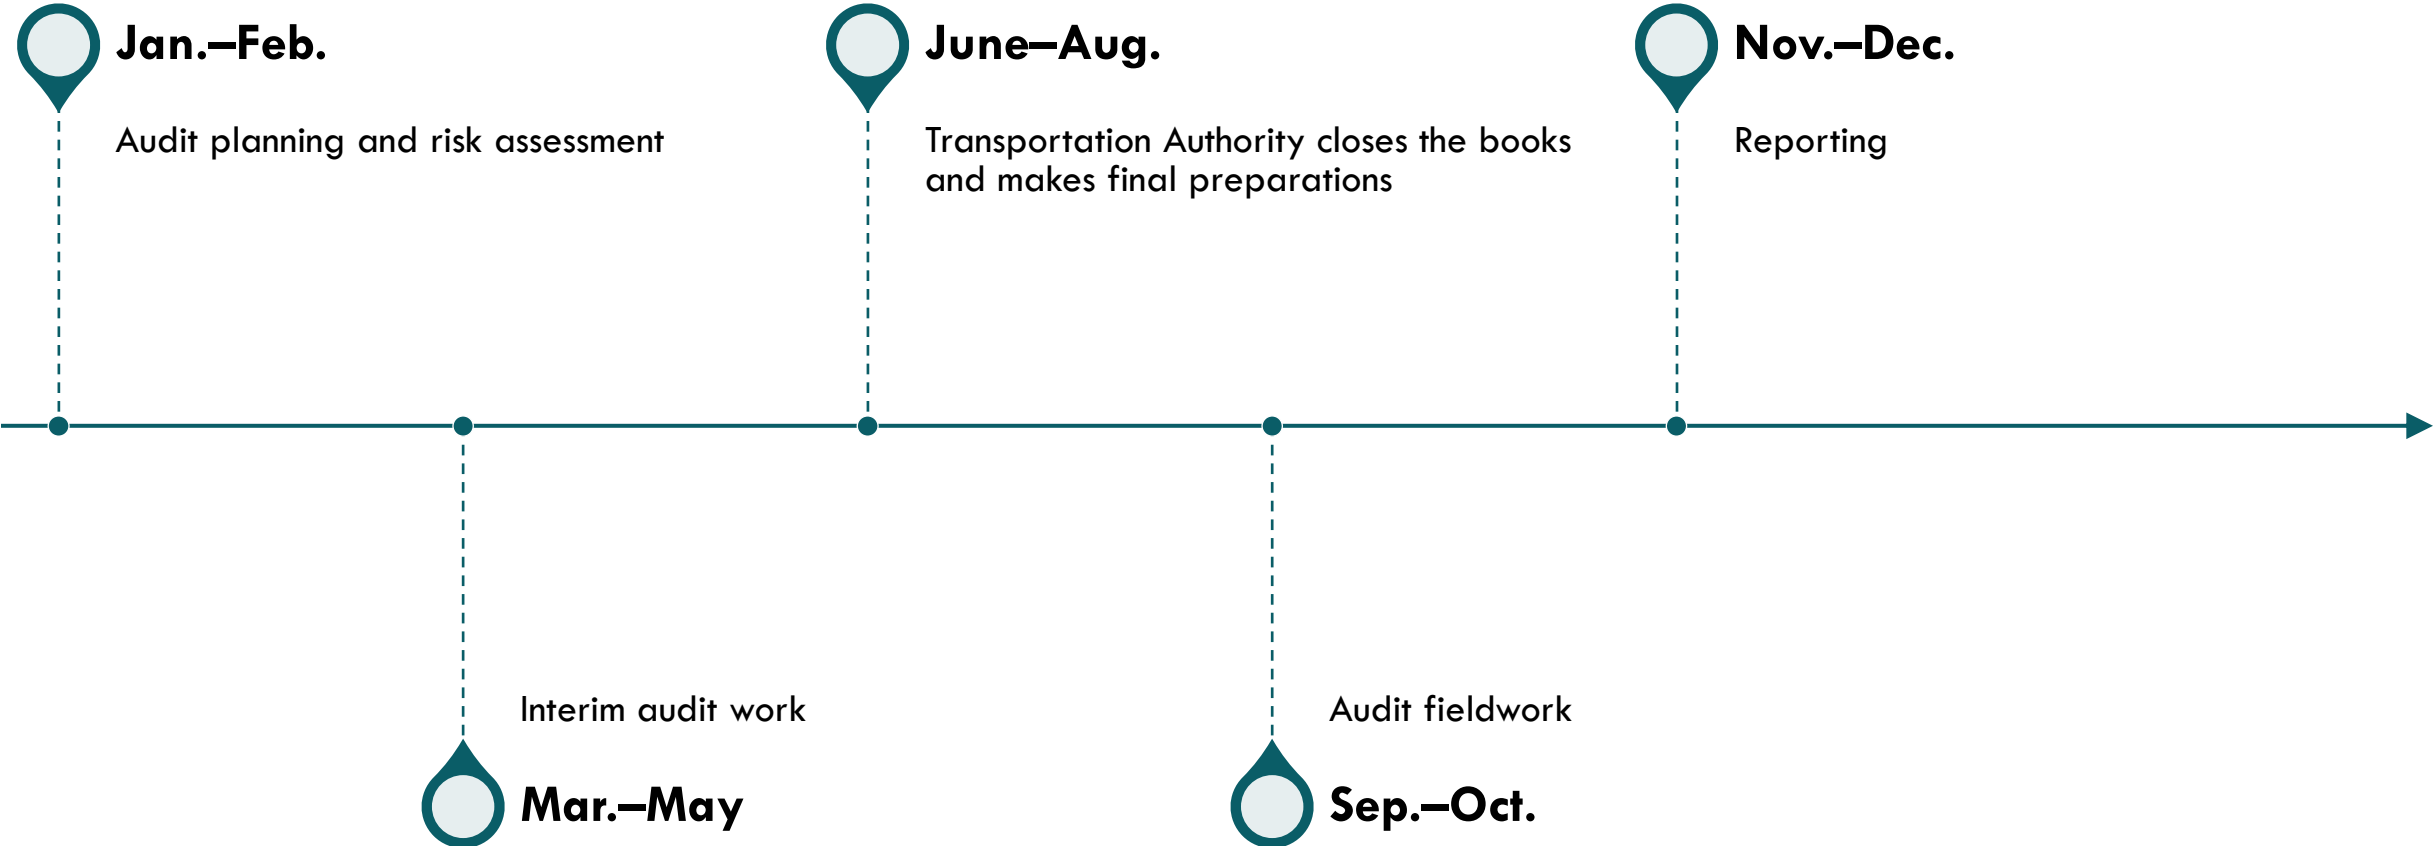 Jan.–Feb.
Audit planning and risk assessment
Interim audit work
Mar.–May
June–Aug.
Transportation Authority closes the books
and makes final preparations
Audit fieldwork
Sep.–Oct.
Nov.–Dec.
Reporting